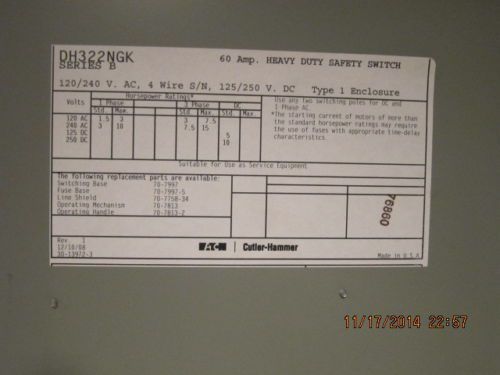 DH322NGK
SERIES B
60 Amp. HEAVY DUTY SAFETY SWITCH
120/240 V. AC, 4 Wire S/N, 125/250 V. DC Type 1 Enclosure
Volts
Horsepower Ratings*
1 Phase 3 Phase DC
Std. Max. Std. Max.
120 AC 1.5 3 3 7.5
240 AC 3 10 7.5 15
125 DC 5
250 DC 10
Use any two switching poles for DC and
1 Phase AC.
*The starting current of motors of more than
the standard horsepower ratings may require
the use of fuses with appropriate time-delay
characteristics.
Suitable for Use as Service Equipment
The following replacement parts are available:
Switching Base 70-7997
Fuse Base 70-7997-5
Line Shield 70-7758-34
Operating Mechanism 70-7813
Operating Handle 70-7813-2
76860
Rev.
12/18/08
30-13972-3
EATON Cutler-Hammer
Made in U.S.A
11/17/2014 22:57